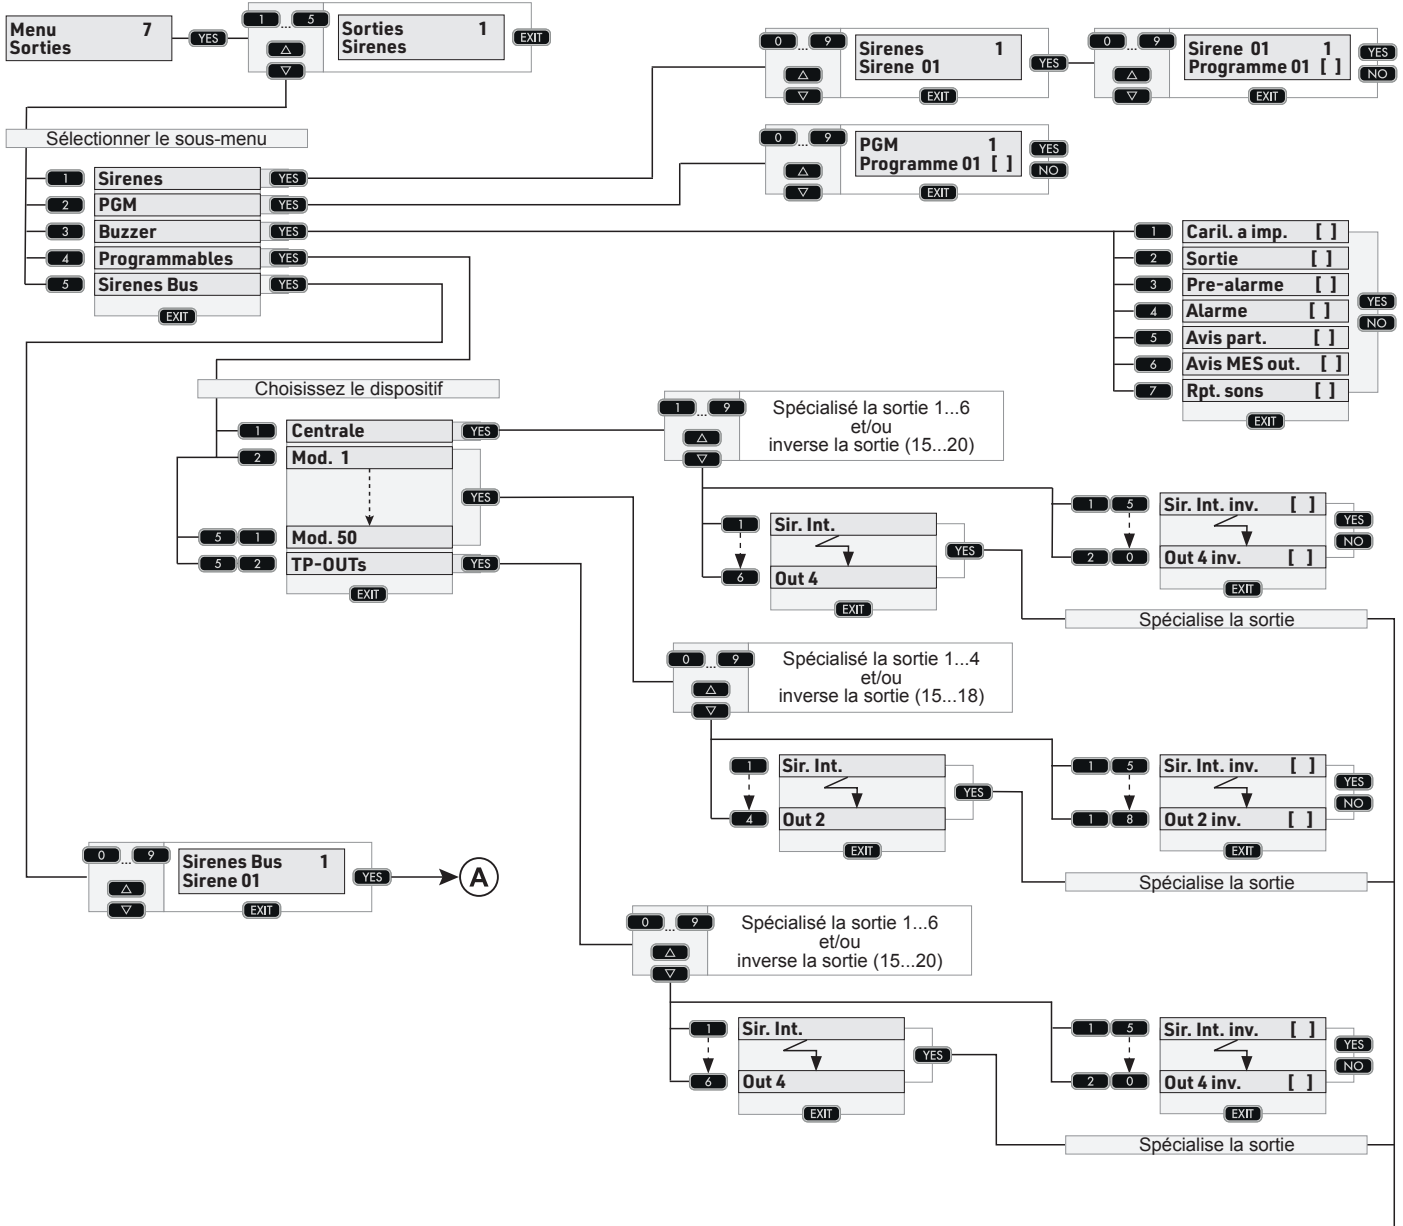 Menu 7
Sorties
YES
1 ... 5
Sorties 1
Sirenes
EXIT
0 ... 9
Sirenes 1
Sirene 01
EXIT
YES
0 ... 9
Sirene 01 1
Programme 01 [ ]
EXIT
YES
NO
Sélectionner le sous-menu
0 ... 9
PGM 1
Programme 01 [ ]
EXIT
YES
NO
1 Sirenes YES
2 PGM YES
3 Buzzer YES
4 Programmables YES
5 Sirenes Bus YES
EXIT
1 Caril. a imp. [ ]
2 Sortie [ ]
3 Pre-alarme [ ]
4 Alarme [ ]
5 Avis part. [ ]
6 Avis MES out. [ ]
7 Rpt. sons [ ]
YES
NO
EXIT
Choisissez le dispositif
1 Centrale YES
2 Mod. 1
YES
5 1 Mod. 50
5 2 TP-OUTs YES
EXIT
1 ... 9
Spécialisé la sortie 1...6
et/ou
inverse la sortie (15...20)
1 Sir. Int.
YES
6 Out 4
EXIT
1 5 Sir. Int. inv. [ ]
YES
NO
2 0 Out 4 inv. [ ]
EXIT
Spécialise la sortie
0 ... 9
Spécialisé la sortie 1...4
et/ou
inverse la sortie (15...18)
1 Sir. Int.
YES
4 Out 2
EXIT
1 5 Sir. Int. inv. [ ]
YES
NO
1 8 Out 2 inv. [ ]
EXIT
Spécialise la sortie
0 ... 9
Sirenes Bus 1
Sirene 01
EXIT
YES
A
0 ... 9
Spécialisé la sortie 1...6
et/ou
inverse la sortie (15...20)
1 Sir. Int.
YES
6 Out 4
EXIT
1 5 Sir. Int. inv. [ ]
YES
NO
2 0 Out 4 inv. [ ]
EXIT
Spécialise la sortie